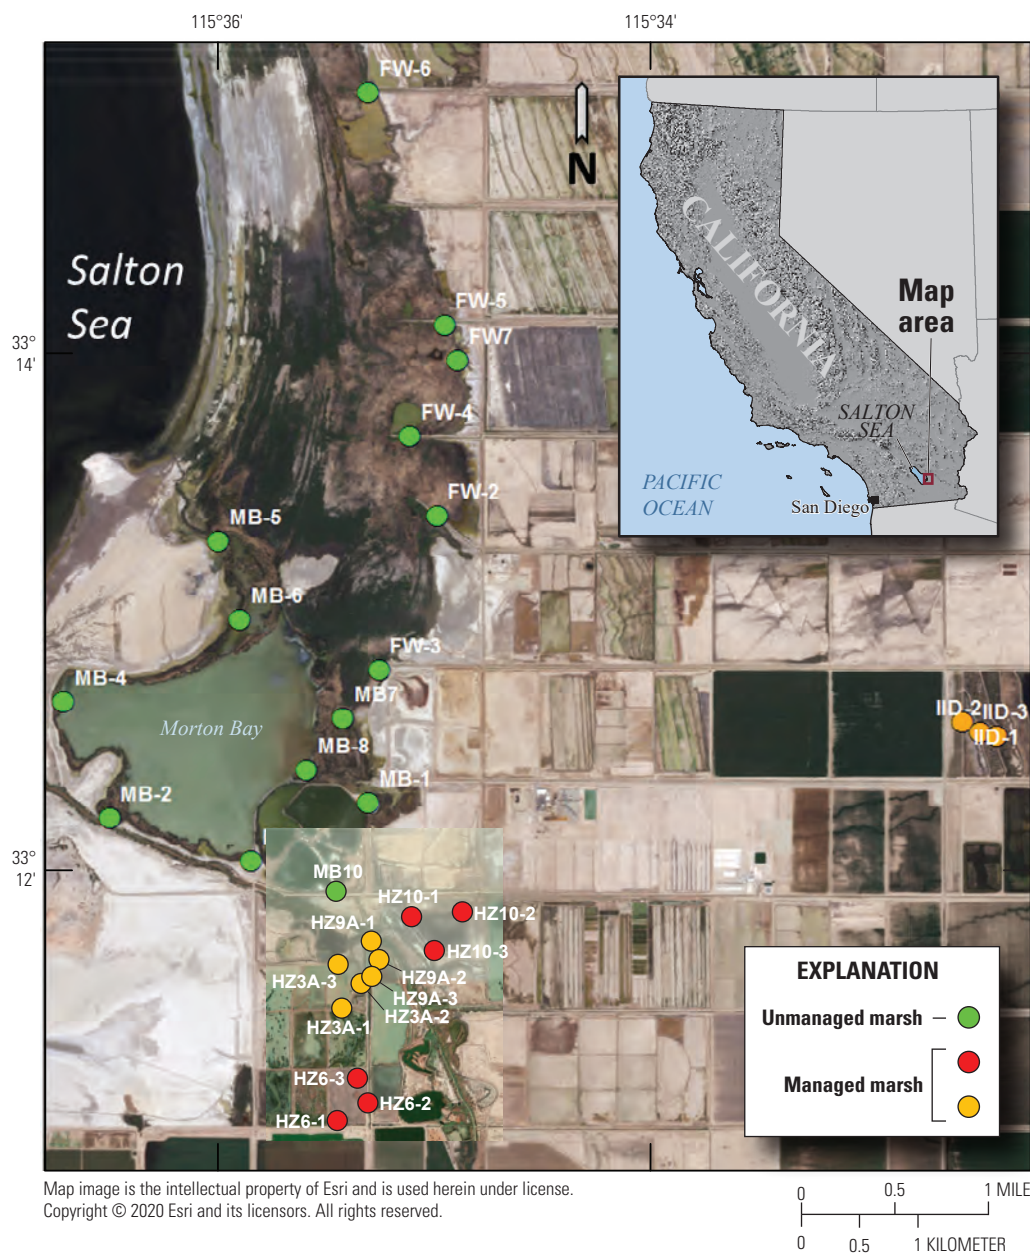 115°36'
115°34'
FW-6
N
CALIFORNIA
Map
area
SALTON
SEA
PACIFIC
OCEAN
San Diego
Salton
Sea
33°
14'
FW-5
FW7
FW-4
FW-2
MB-5
MB-6
FW-3
MB-4
MB7
Morton Bay
MB-8
MB-1
MB-2
IID-2
IID-3
IID-1
33°
12'
MB10
HZ10-1
HZ10-2
HZ9A-1
HZ10-3
HZ3A-3
HZ9A-2
HZ9A-3
HZ3A-2
HZ3A-1
HZ6-3
HZ6-2
HZ6-1
EXPLANATION
Unmanaged marsh
Managed marsh
Map image is the intellectual property of Esri and is used herein under license.
Copyright © 2020 Esri and its licensors. All rights reserved.
0 0.5 1 MILE
0 0.5 1 KILOMETER